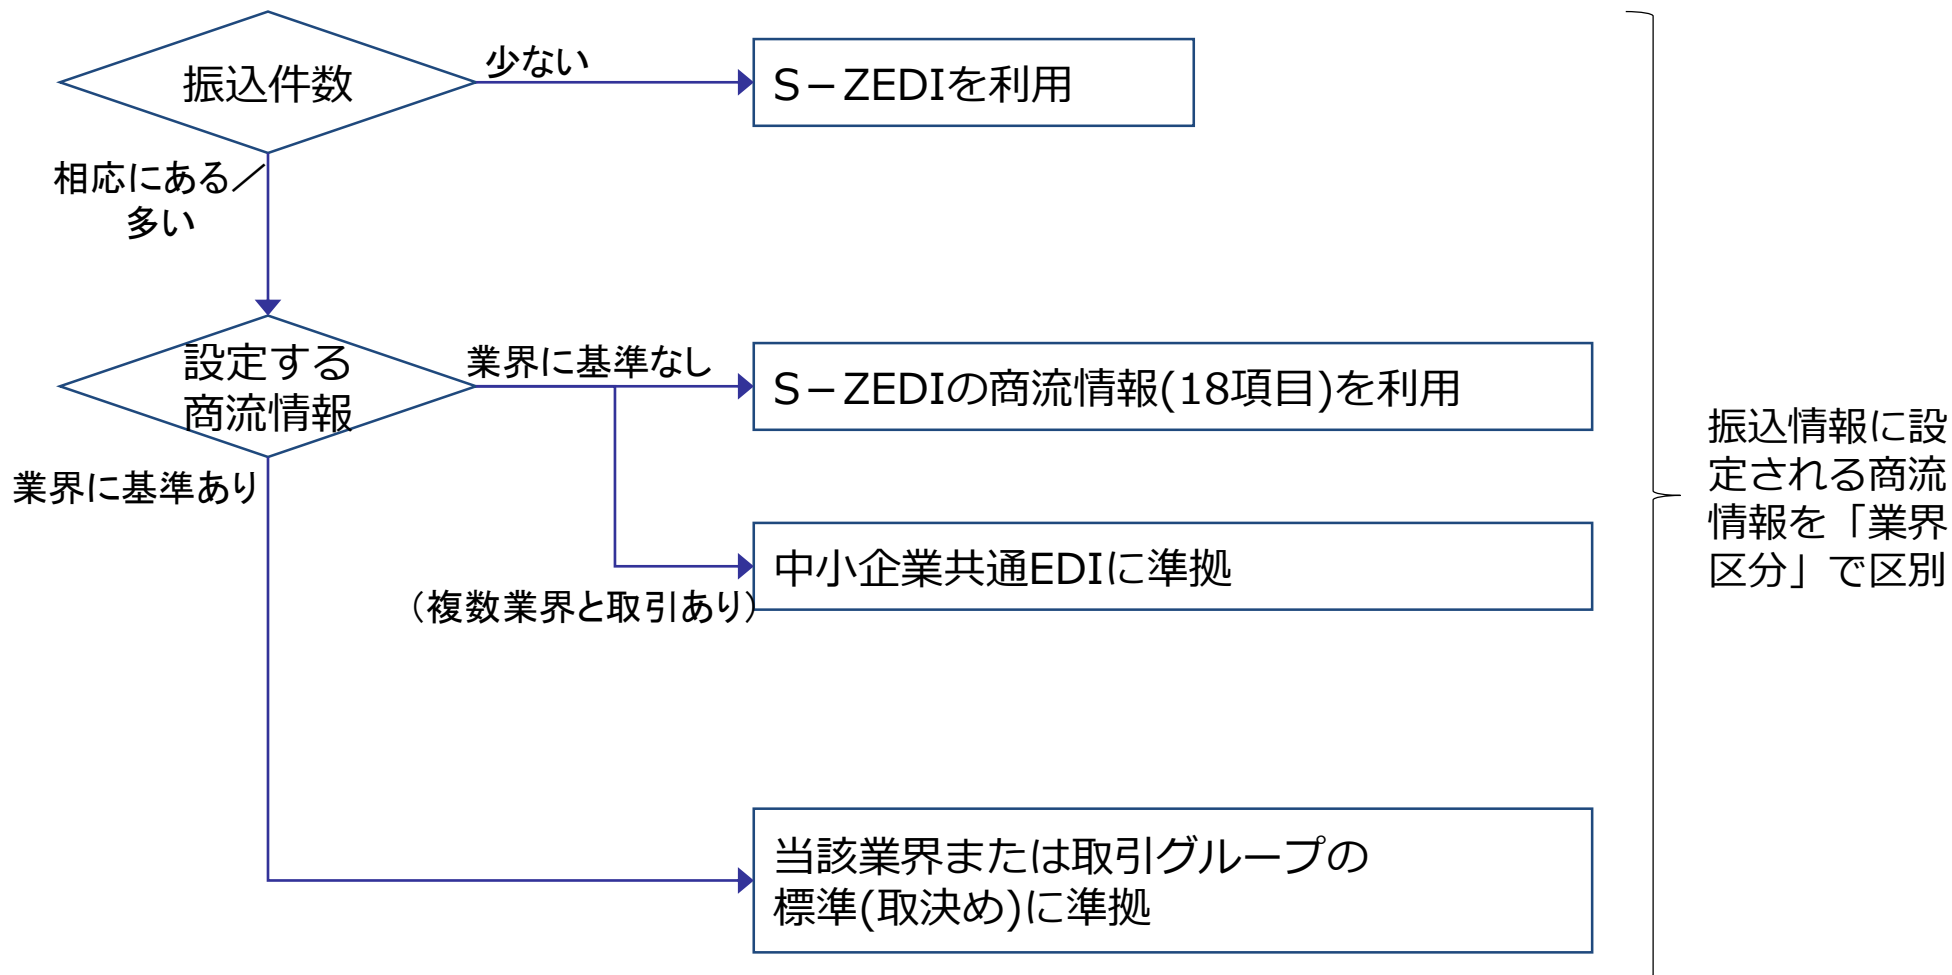 振込件数
少ない
S－ZEDIを利用
相応にある／
多い
設定する
商流情報
業界に基準なし
S－ZEDIの商流情報(18項目)を利用
業界に基準あり
中小企業共通EDIに準拠
（複数業界と取引あり）
当該業界または取引グループの
標準(取決め)に準拠
振込情報に設
定される商流
情報を「業界
区分」で区別